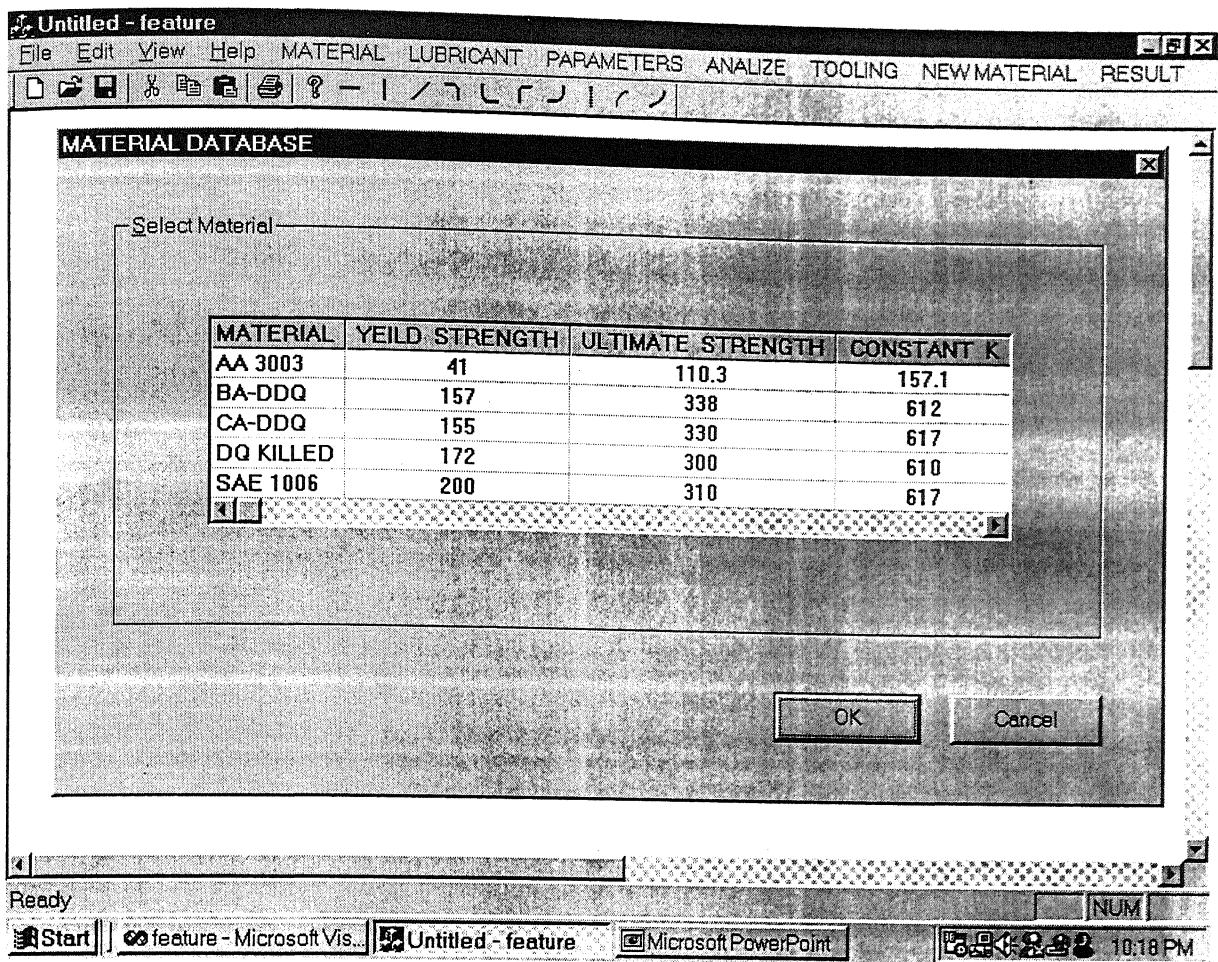 Untitled - feature
File Edit View Help MATERIAL LUBRICANT PARAMETERS ANALIZE TOOLING NEW MATERIAL RESULT
MATERIAL DATABASE
Select Material
MATERIAL YEILD STRENGTH ULTIMATE STRENGTH CONSTANT K
AA 3003 41 110.3 157.1
BA-DDQ 157 338 612
CA-DDQ 155 330 617
DQ KILLED 172 300 610
SAE 1006 200 310 617
OK Cancel
Ready NUM
Start feature - Microsoft Vis... Untitled - feature Microsoft PowerPoint 10:18 PM